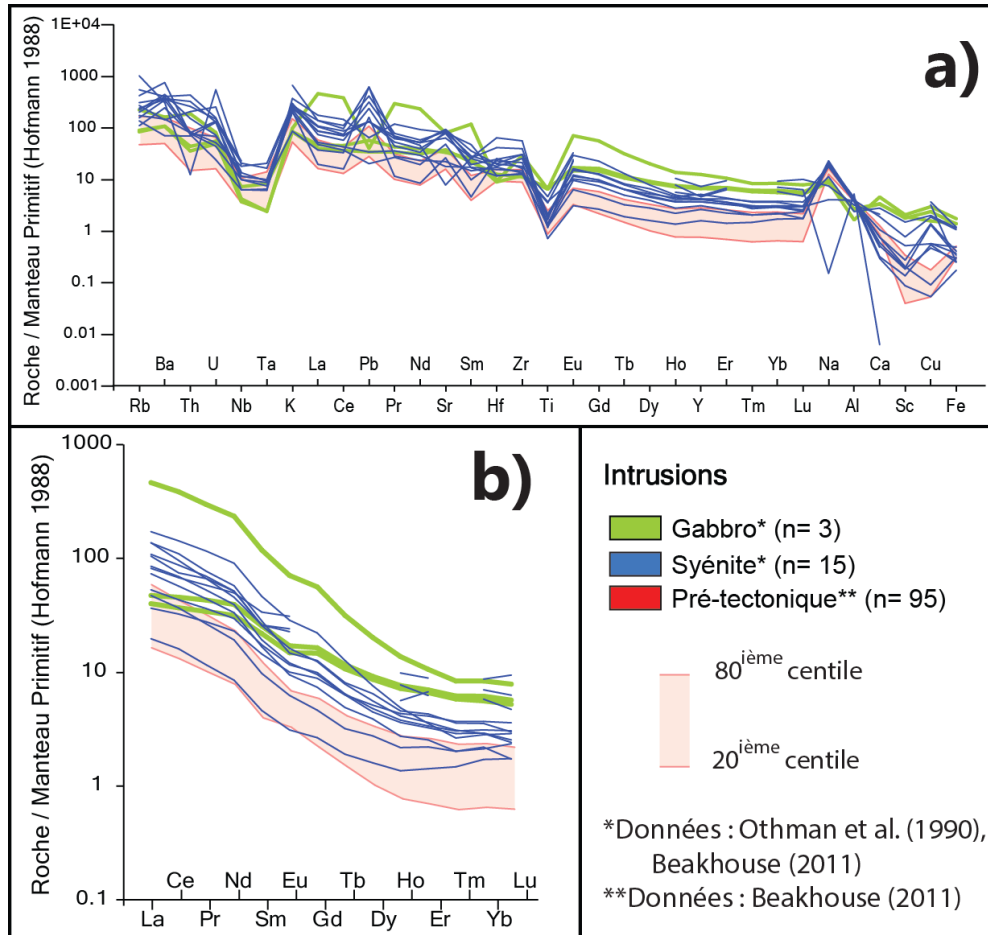 a)
Roche / Manteau Primitif (Hofmann 1988)
1E+04
1000
100
10
1
0.1
0.01
0.001
Ba U Ta La Pb Nd Sm Zr Eu Tb Ho Er Yb Na Ca Cu
Rb Th Nb K Ce Pr Sr Hf Ti Gd Dy Y Tm Lu Al Sc Fe
b)
Roche / Manteau Primitif (Hofmann 1988)
1000
100
10
1
0.1
Ce Nd Eu Tb Ho Tm Lu
La Pr Sm Gd Dy Er Yb
Intrusions
Gabbro* (n= 3)
Syénite* (n= 15)
Pré-tectonique** (n= 95)
80ième centile
20ième centile
*Données : Othman et al. (1990),
Beakhouse (2011)
**Données : Beakhouse (2011)